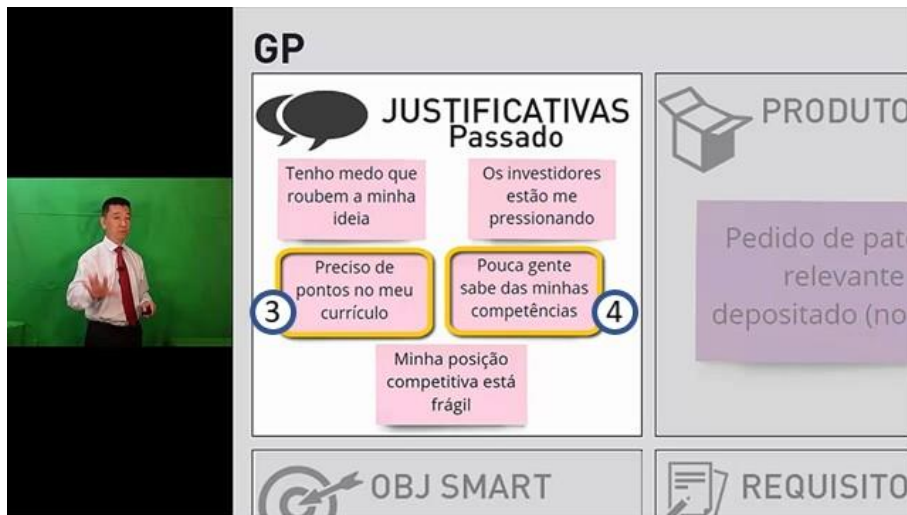 GP
JUSTIFICATIVAS
Passado
Tenho medo que
roubem a minha
ideia
Os investidores
estão me
pressionando
3
Preciso de
pontos no meu
currículo
Pouca gente
sabe das minhas
competências
4
Minha posição
competitiva está
frágil
PRODUTO
Pedido de pat
relevante
depositado (no
OBJ SMART
REQUISITO